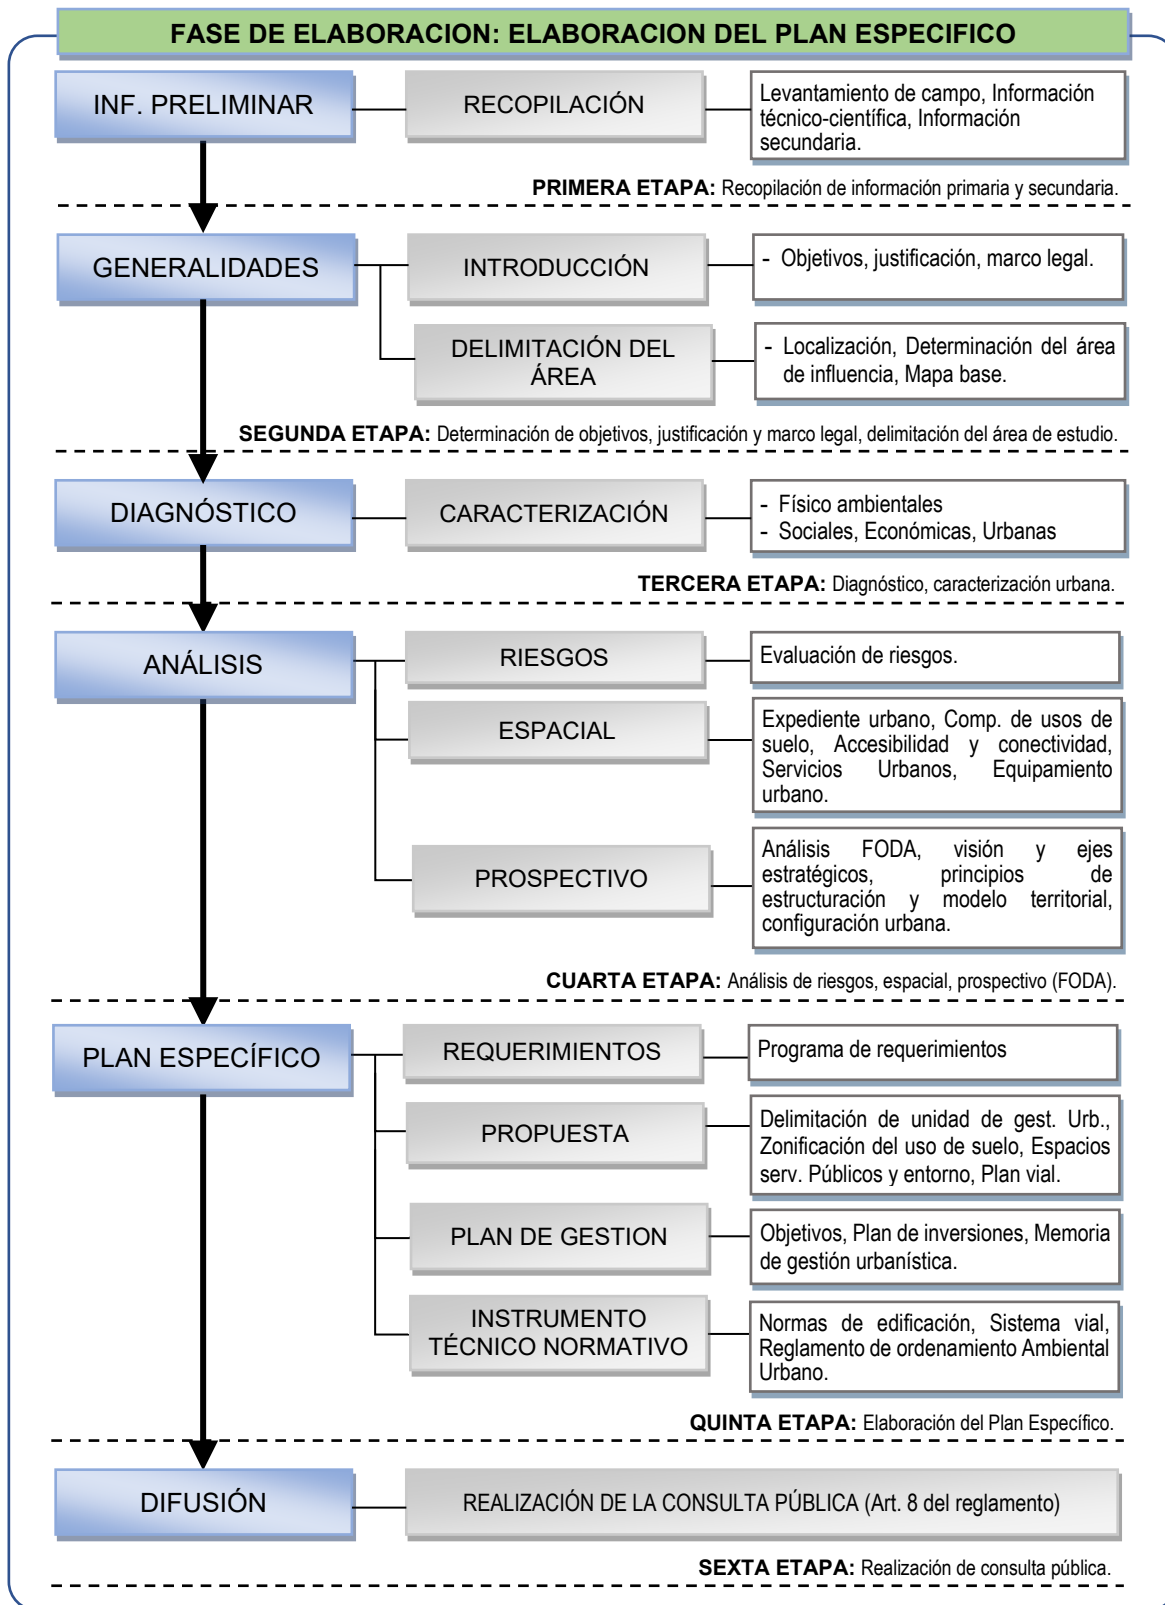 FASE DE ELABORACION: ELABORACION DEL PLAN ESPECIFICO
INF. PRELIMINAR
RECOPILACIÓN
Levantamiento de campo, Información
técnico-científica, Información
secundaria.
PRIMERA ETAPA: Recopilación de información primaria y secundaria.
GENERALIDADES
INTRODUCCIÓN
- Objetivos, justificación, marco legal.
DELIMITACIÓN DEL
ÁREA
- Localización, Determinación del área
de influencia, Mapa base.
SEGUNDA ETAPA: Determinación de objetivos, justificación y marco legal, delimitación del área de estudio.
DIAGNÓSTICO
CARACTERIZACIÓN
- Físico ambientales
- Sociales, Económicas, Urbanas
TERCERA ETAPA: Diagnóstico, caracterización urbana.
ANÁLISIS
RIESGOS
Evaluación de riesgos.
ESPACIAL
Expediente urbano, Comp. de usos de
suelo, Accesibilidad y conectividad,
Servicios Urbanos, Equipamiento
urbano.
PROSPECTIVO
Análisis FODA, visión y ejes
estratégicos, principios de
estructuración y modelo territorial,
configuración urbana.
CUARTA ETAPA: Análisis de riesgos, espacial, prospectivo (FODA).
PLAN ESPECÍFICO
REQUERIMIENTOS
Programa de requerimientos
PROPUESTA
Delimitación de unidad de gest. Urb.,
Zonificación del uso de suelo, Espacios
serv. Públicos y entorno, Plan vial.
PLAN DE GESTION
Objetivos, Plan de inversiones, Memoria
de gestión urbanística.
INSTRUMENTO
TÉCNICO NORMATIVO
Normas de edificación, Sistema vial,
Reglamento de ordenamiento Ambiental
Urbano.
QUINTA ETAPA: Elaboración del Plan Específico.
DIFUSIÓN
REALIZACIÓN DE LA CONSULTA PÚBLICA (Art. 8 del reglamento)
SEXTA ETAPA: Realización de consulta pública.